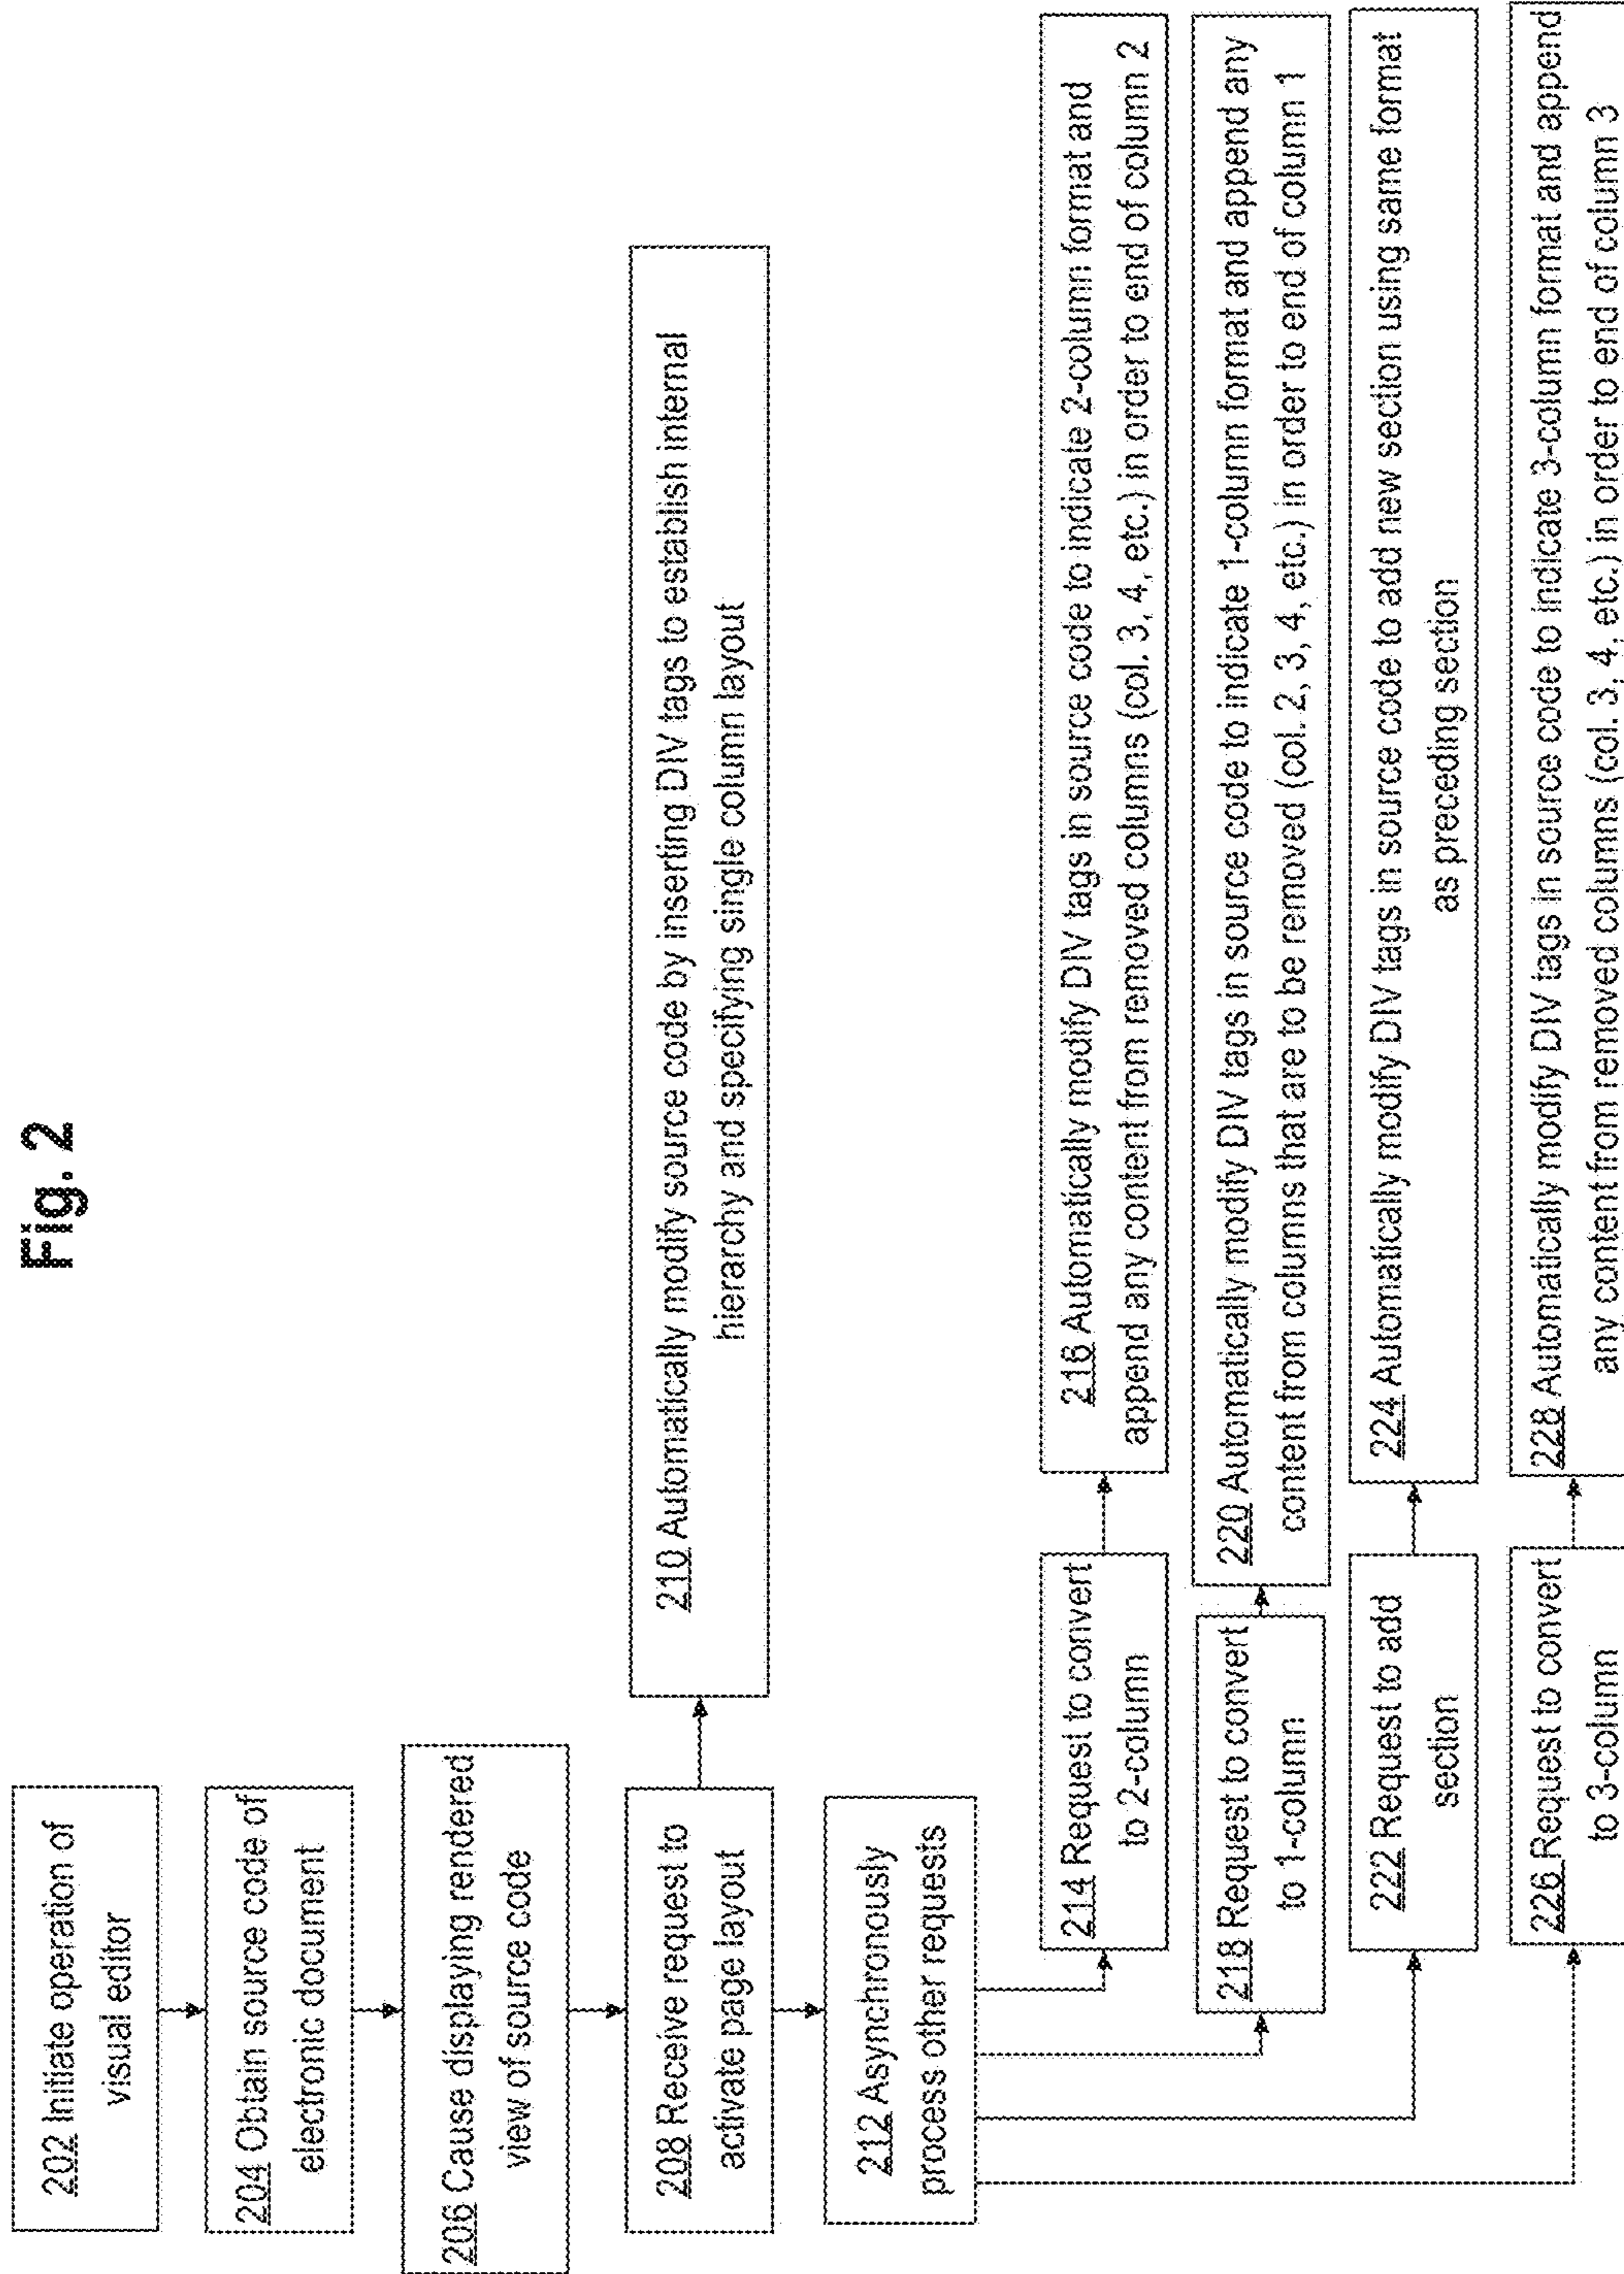 Fig. 2
202 Initiate operation of
visual editor
204 Obtain source code of
electronic document
206 Cause displaying rendered
view of source code
208 Receive request to
activate page layout
210 Automatically modify source code by inserting DIV tags to establish internal
hierarchy and specifying single column layout
212 Asynchronously
process other requests
214 Request to convert
to 2-column
216 Automatically modify DIV tags in source code to indicate 2-column format and
append any content from removed columns (col. 3, 4, etc.) in order to end of column 2
218 Request to convert
to 1-column
220 Automatically modify DIV tags in source code to indicate 1-column format and append any
content from columns that are to be removed (col. 2, 3, 4, etc.) in order to end of column 1
222 Request to add
section
224 Automatically modify DIV tags in source code to add new section using same format
as preceding section
226 Request to convert
to 3-column
228 Automatically modify DIV tags in source code to indicate 3-column format and append
any content from removed columns (col. 3, 4, etc.) in order to end of column 3